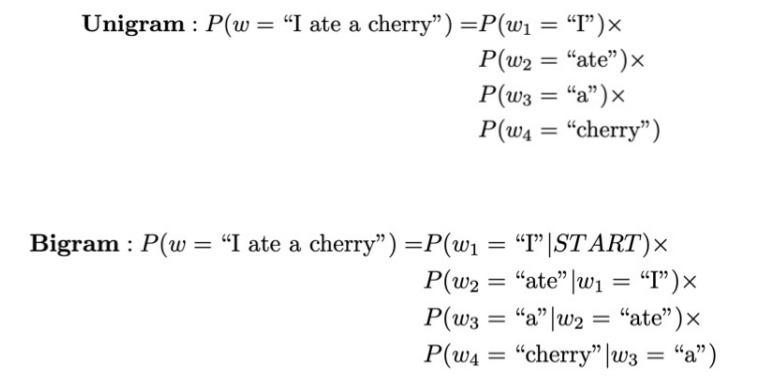 Unigram : P(w = “I ate a cherry”) =P(w₁ = “I”)×
P(w₂ = “ate”)×
P(w₃ = “a”)×
P(w₄ = “cherry”)
Bigram : P(w = “I ate a cherry”) =P(w₁ = “I”|START)×
P(w₂ = “ate”|w₁ = “I”)×
P(w₃ = “a”|w₂ = “ate”)×
P(w₄ = “cherry”|w₃ = “a”)